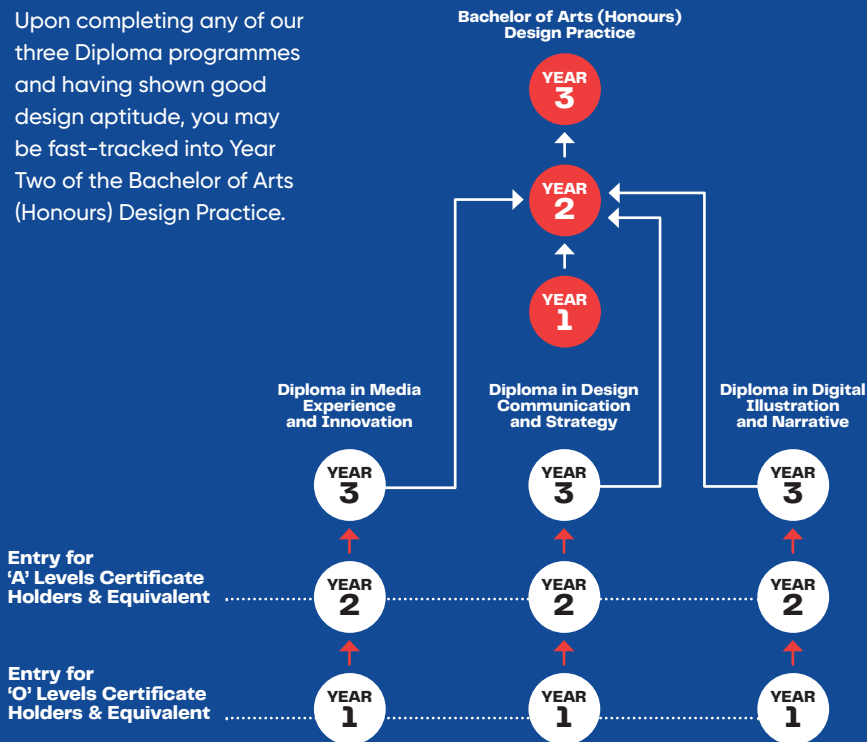 Upon completing any of our
three Diploma programmes
and having shown good
design aptitude, you may
be fast-tracked into Year
Two of the Bachelor of Arts
(Honours) Design Practice.
Bachelor of Arts (Honours)
Design Practice
YEAR
3
YEAR
2
YEAR
1
Diploma in Media
Experience
and Innovation
Diploma in Design
Communication
and Strategy
Diploma in Digital
Illustration
and Narrative
YEAR
3
YEAR
3
YEAR
3
Entry for
‘A’ Levels Certificate
Holders & Equivalent
YEAR
2
YEAR
2
YEAR
2
Entry for
‘O’ Levels Certificate
Holders & Equivalent
YEAR
1
YEAR
1
YEAR
1